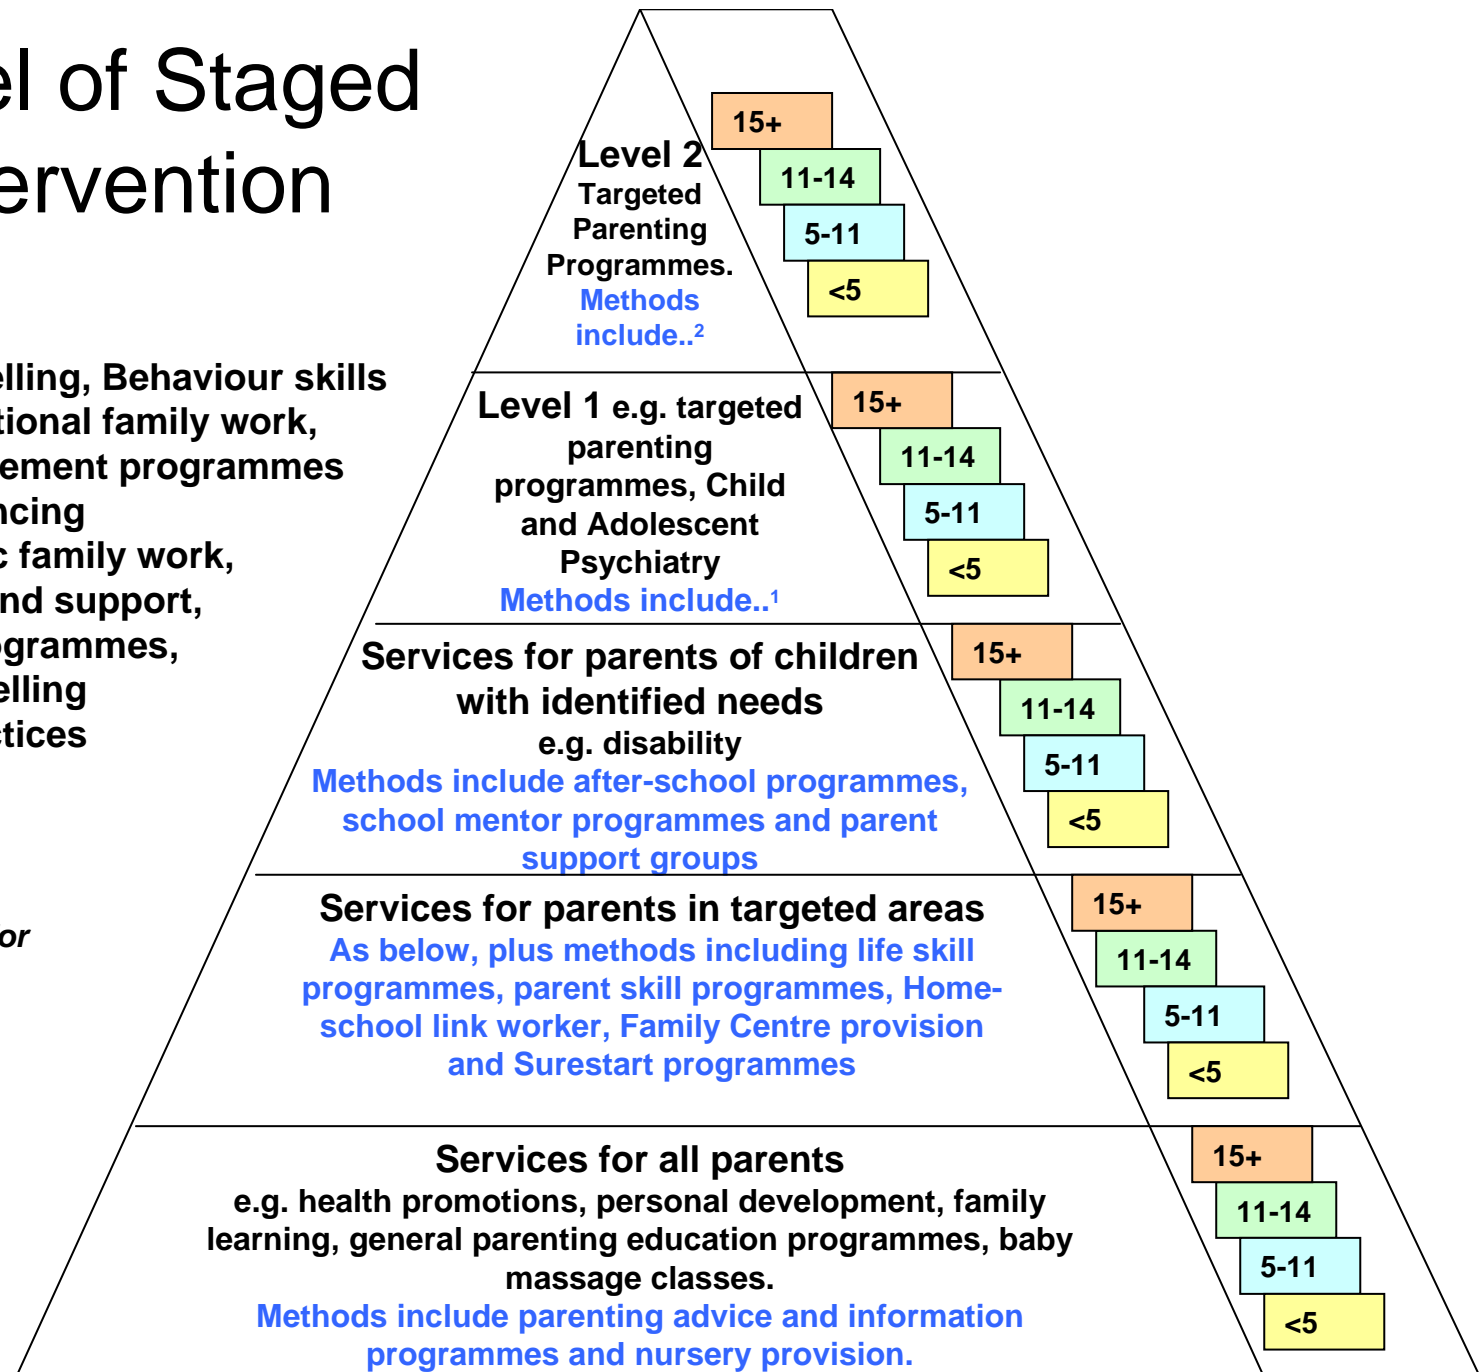 el of Staged
ervention
elling, Behaviour skills
tional family work,
ement programmes
ncing
c family work,
nd support,
ogrammes,
elling
ctices
or
Level 2
Targeted
Parenting
Programmes.
Methods
include..²
15+
11-14
5-11
<5
Level 1 e.g. targeted
parenting
programmes, Child
and Adolescent
Psychiatry
Methods include..¹
15+
11-14
5-11
<5
Services for parents of children
with identified needs
e.g. disability
Methods include after-school programmes,
school mentor programmes and parent
support groups
15+
11-14
5-11
<5
Services for parents in targeted areas
As below, plus methods including life skill
programmes, parent skill programmes, Home-
school link worker, Family Centre provision
and Surestart programmes
15+
11-14
5-11
<5
Services for all parents
e.g. health promotions, personal development, family
learning, general parenting education programmes, baby
massage classes.
Methods include parenting advice and information
programmes and nursery provision.
15+
11-14
5-11
<5